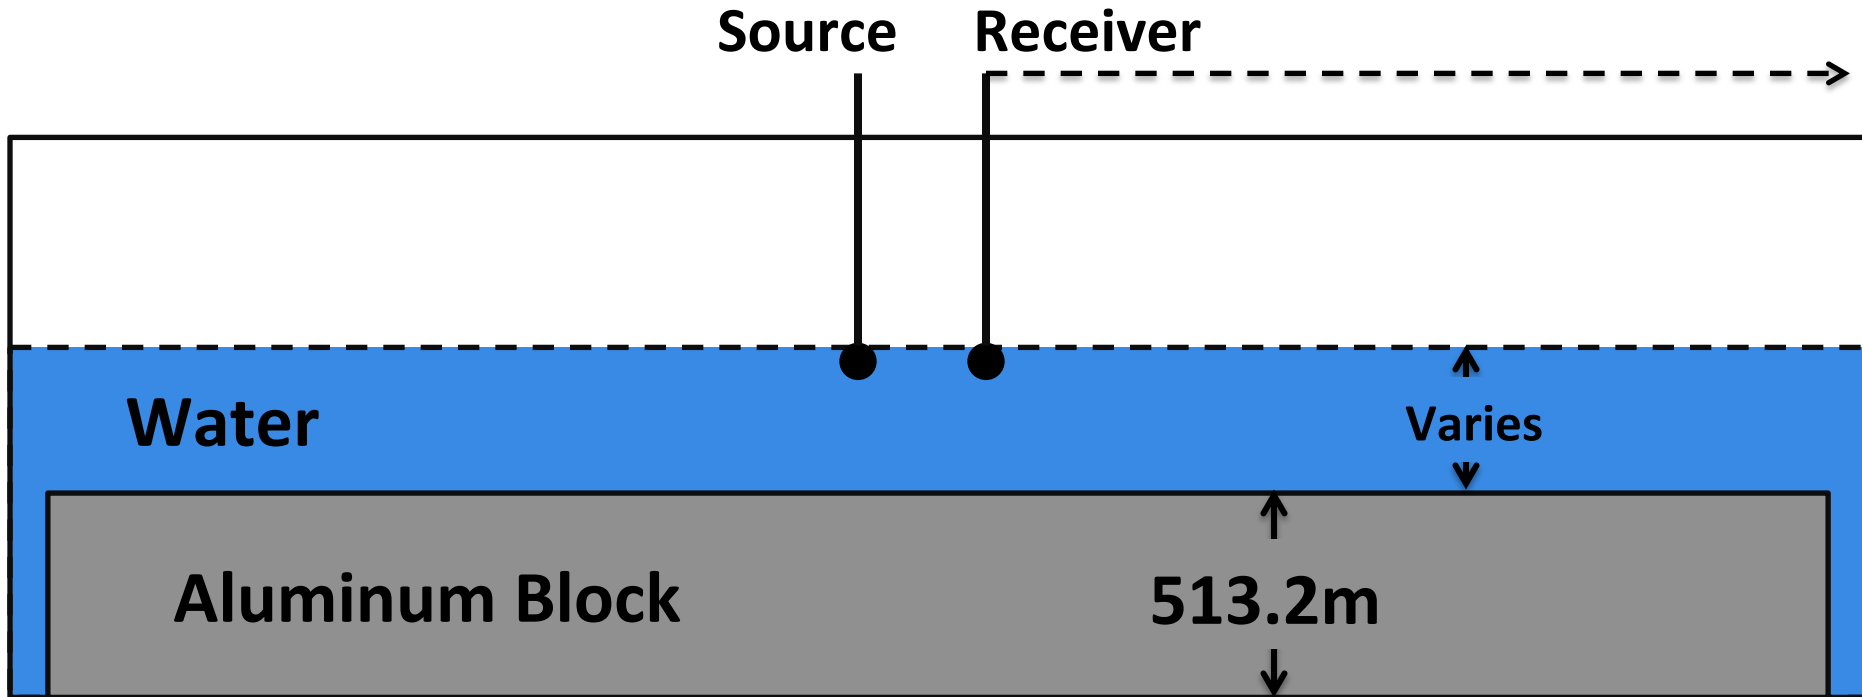 Source Receiver
Water
Varies
Aluminum Block
513.2m